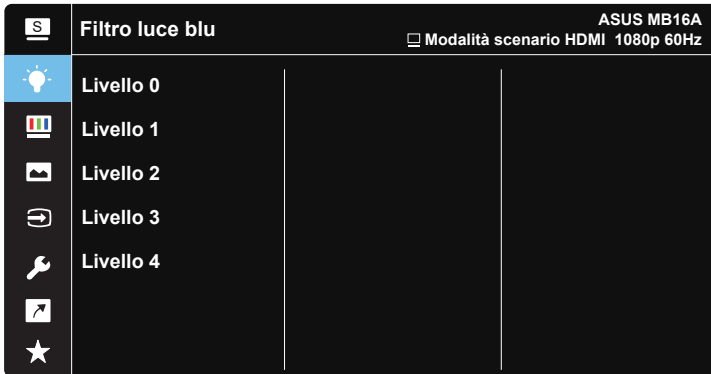 S
Filtro luce blu
ASUS MB16A
Modalità scenario HDMI 1080p 60Hz
Livello 0
Livello 1
Livello 2
Livello 3
Livello 4